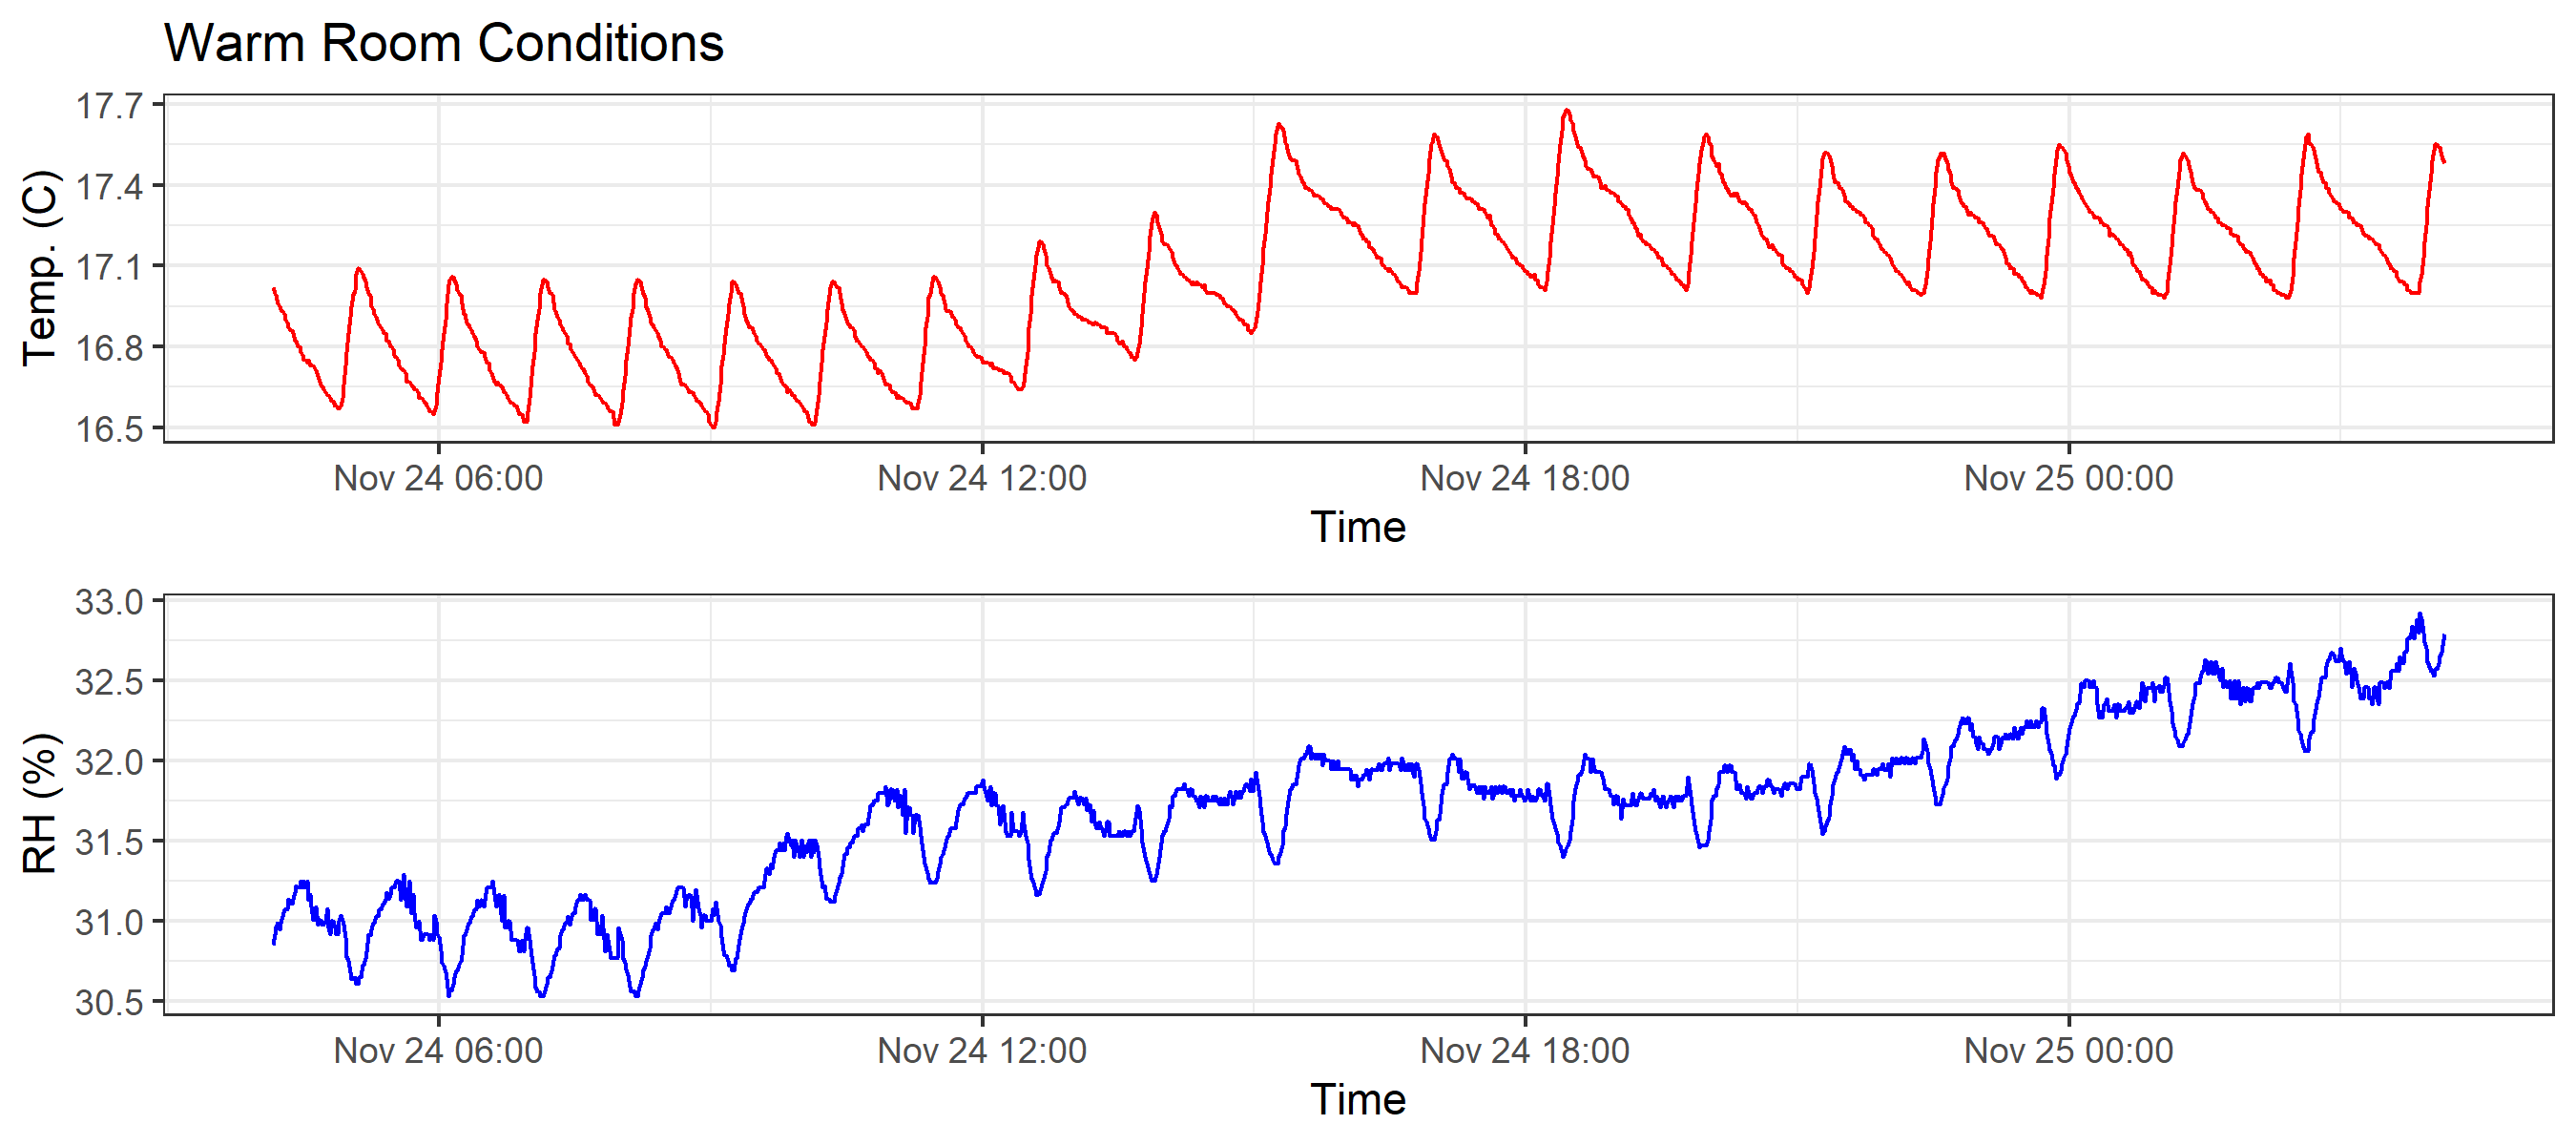 Warm Room Conditions
17.7
17.4
17.1
16.8
16.5
Temp. (C)
Nov 24 06:00 Nov 24 12:00 Nov 24 18:00 Nov 25 00:00
Time
33.0
32.5
32.0
31.5
31.0
30.5
RH (%)
Nov 24 06:00 Nov 24 12:00 Nov 24 18:00 Nov 25 00:00
Time